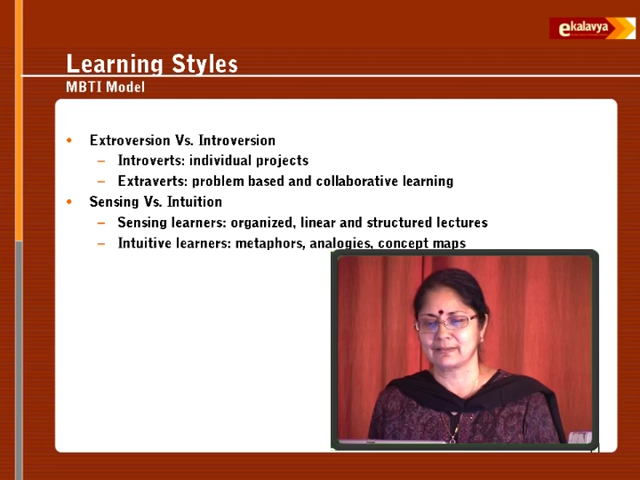 ekalavya
Learning Styles
MBTI Model
Extroversion Vs. Introversion
– Introverts: individual projects
– Extraverts: problem based and collaborative learning
Sensing Vs. Intuition
– Sensing learners: organized, linear and structured lectures
– Intuitive learners: metaphors, analogies, concept maps